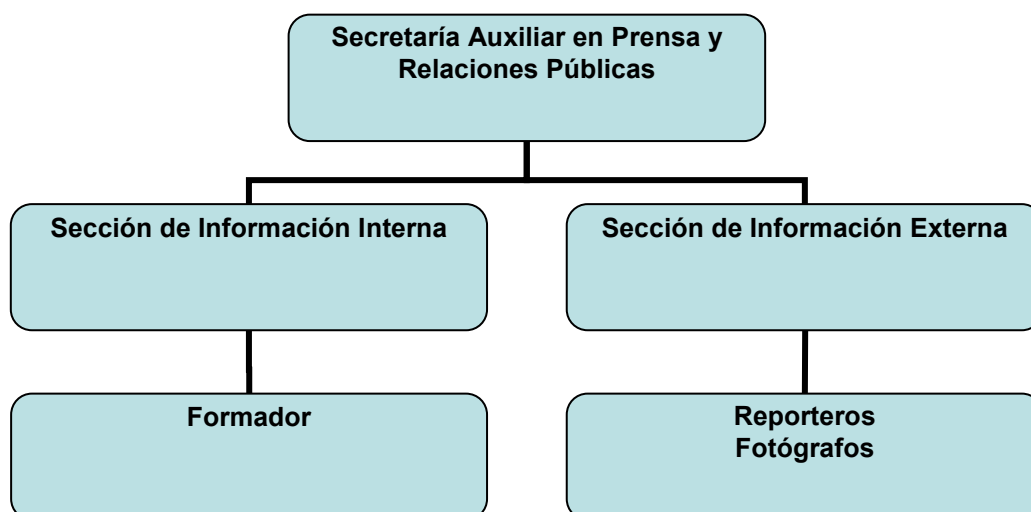 Secretaría Auxiliar en Prensa y
Relaciones Públicas
Sección de Información Interna
Sección de Información Externa
Formador
Reporteros
Fotógrafos